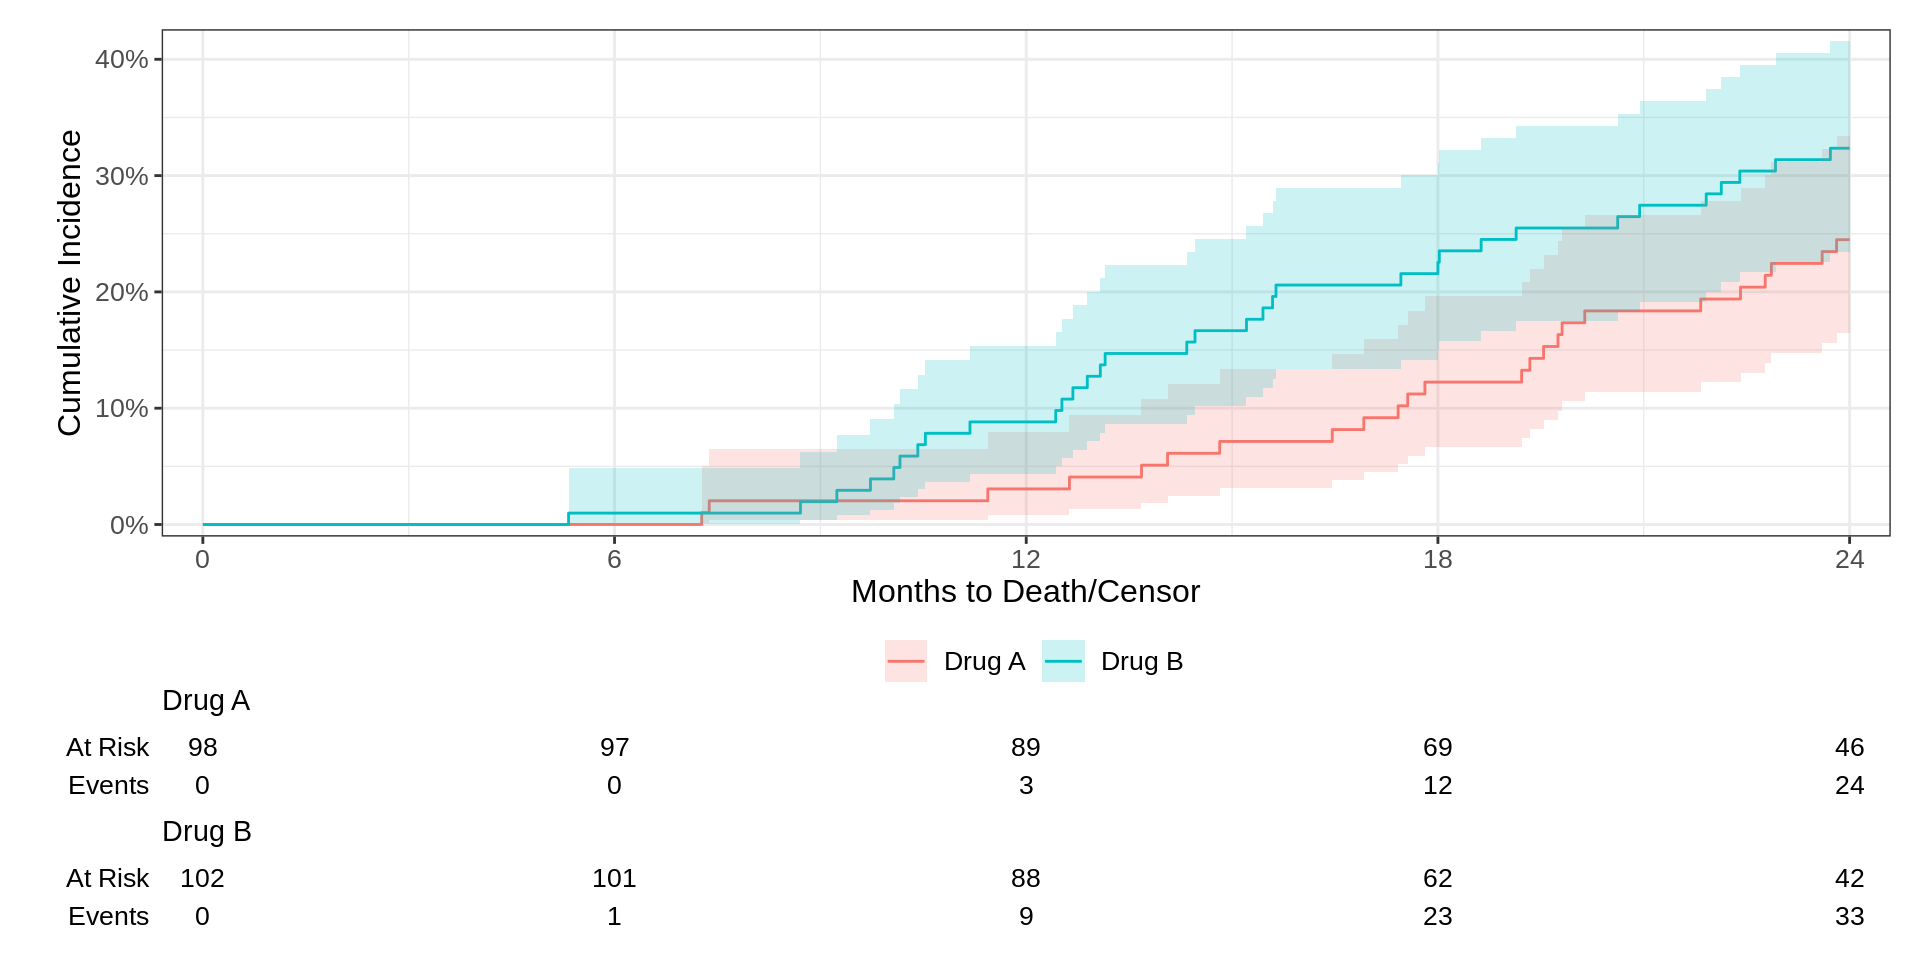 40%
30%
20%
10%
0%
Cumulative Incidence
0 6 12 18 24
Months to Death/Censor
Drug A Drug B
Drug A
At Risk 98 97 89 69 46
Events 0 0 3 12 24
Drug B
At Risk 102 101 88 62 42
Events 0 1 9 23 33